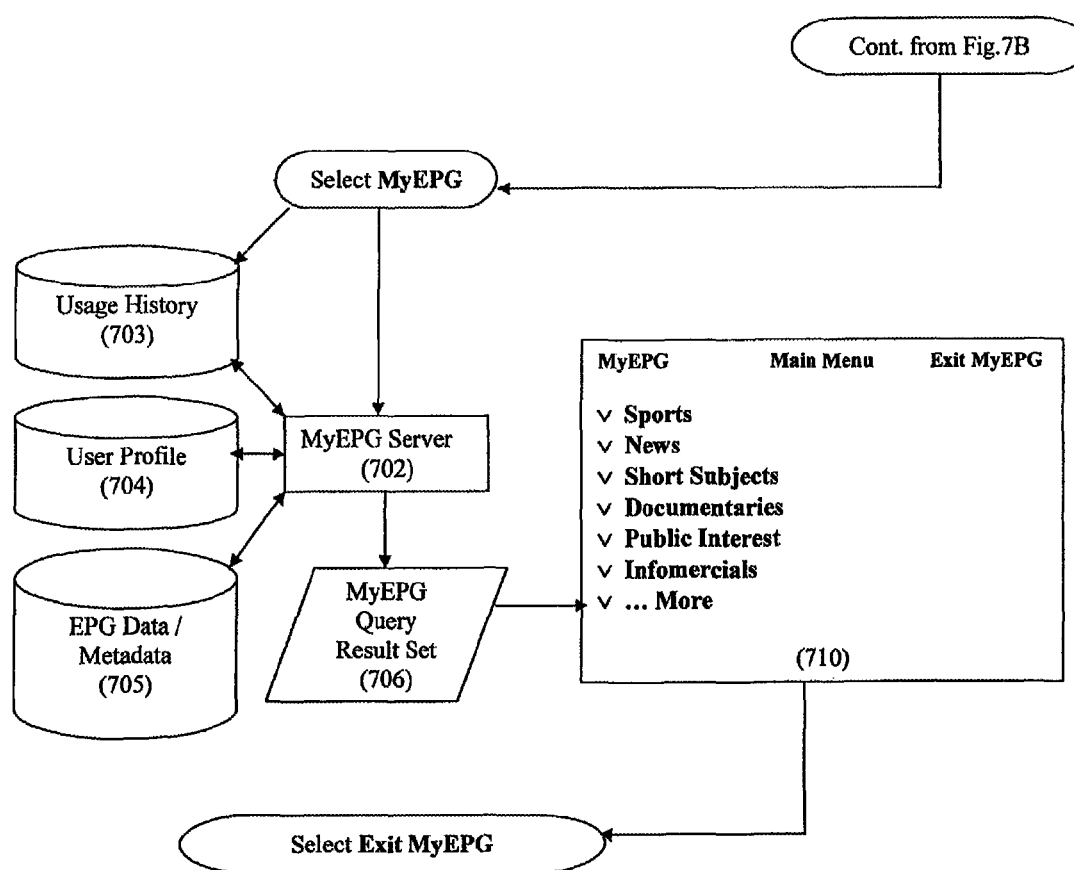 Cont. from Fig.7B
Select MyEPG
Usage History
(703)
User Profile
(704)
EPG Data /
Metadata
(705)
MyEPG Server
(702)
MyEPG
Query
Result Set
(706)
MyEPG Main Menu Exit MyEPG
v Sports
v News
v Short Subjects
v Documentaries
v Public Interest
v Infomercials
v ... More
(710)
Select Exit MyEPG